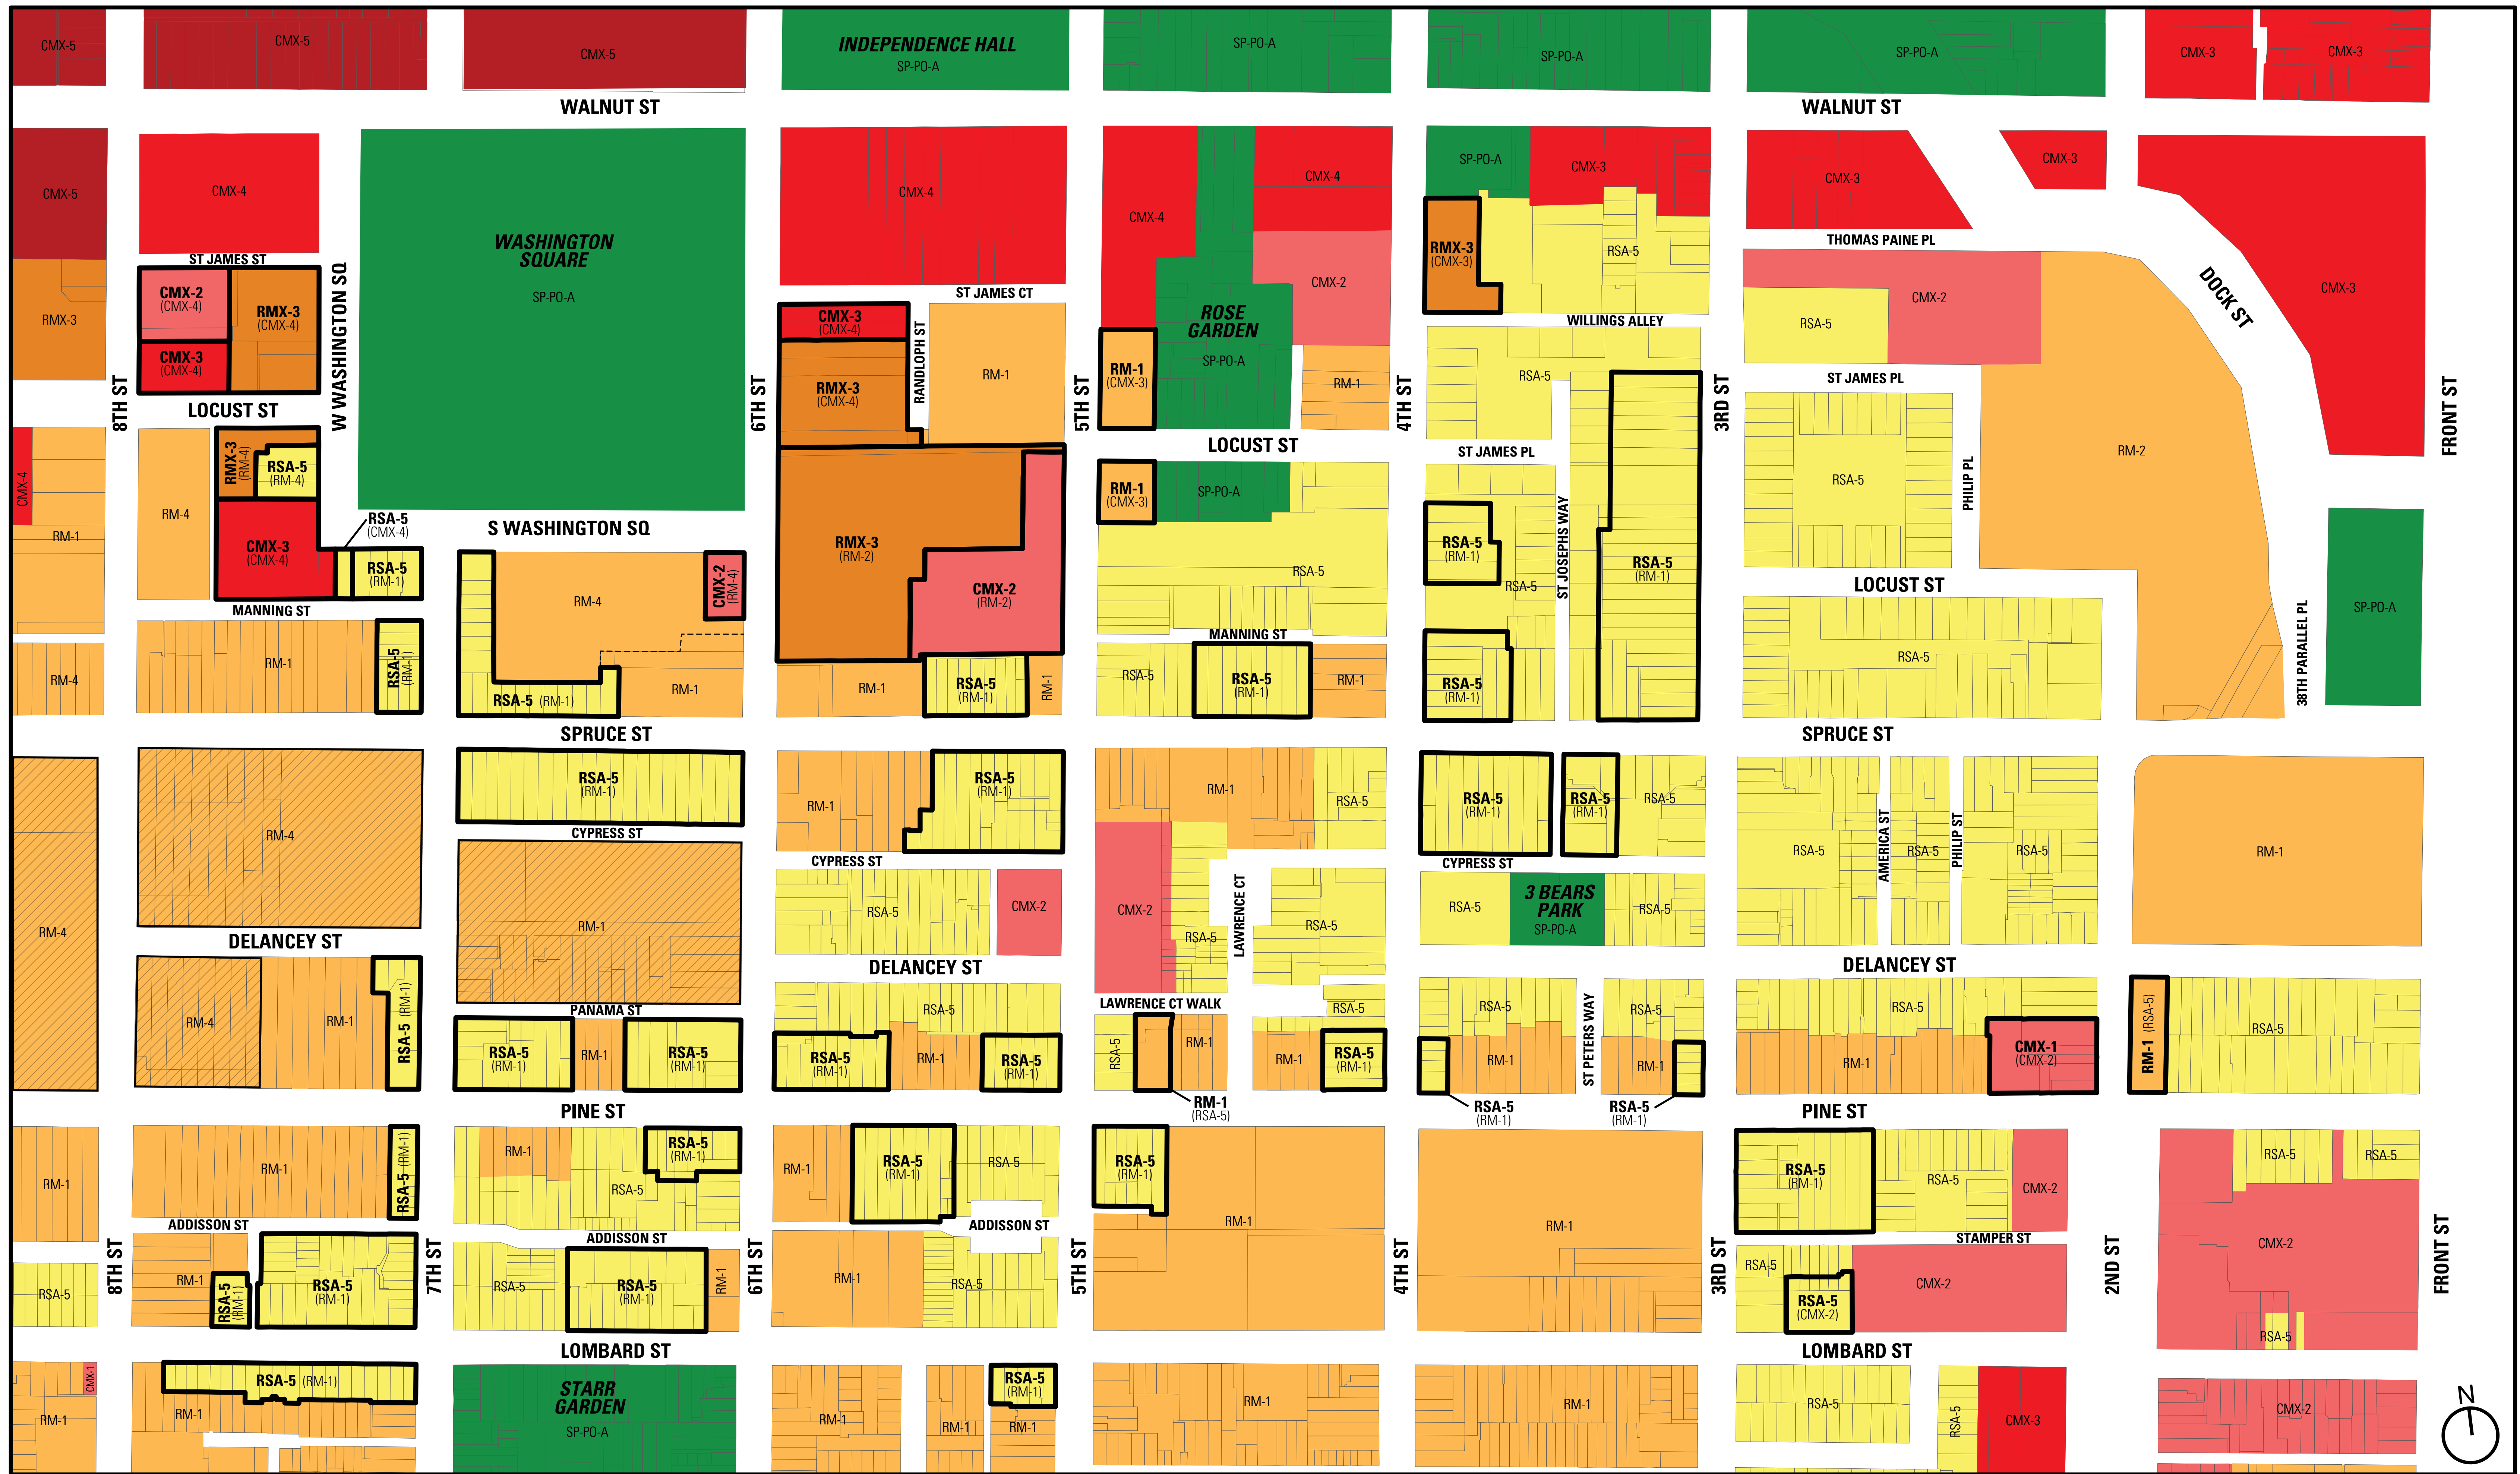 CMX-5
CMX-5
CMX-5
INDEPENDENCE HALL
SP-PO-A
SP-PO-A
SP-PO-A
SP-PO-A
CMX-3
CMX-3
WALNUT ST
WALNUT ST
CMX-5
CMX-4
WASHINGTON
SQUARE
SP-PO-A
CMX-4
CMX-4
CMX-4
SP-PO-A
CMX-3
CMX-3
CMX-3
ST JAMES ST
W WASHINGTON SQ
THOMAS PAINE PL
DOCK ST
CMX-3
RMX-3
CMX-2
(CMX-4)
RMX-3
(CMX-4)
CMX-3
(CMX-4)
ST JAMES CT
CMX-3
(CMX-4)
RANDLOPH ST
RMX-3
(CMX-4)
RM-1
ROSE
GARDEN
SP-PO-A
CMX-2
RM-1
(CMX-3)
RM-1
RMX-3
(CMX-3)
RSA-5
WILLINGS ALLEY
RSA-5
RSA-5
CMX-2
ST JAMES PL
8TH ST
6TH ST
5TH ST
4TH ST
3RD ST
FRONT ST
LOCUST ST
LOCUST ST
ST JAMES PL
CMX-4
RM-1
RM-4
RMX-3
(RM-4)
RSA-5
(RM-4)
CMX-3
(CMX-4)
RSA-5
(CMX-4)
RSA-5
(RM-1)
MANNING ST
S WASHINGTON SQ
RM-4
CMX-2
(RM-4)
RMX-3
(RM-2)
CMX-2
(RM-2)
RM-1
(CMX-3)
SP-PO-A
RSA-5
MANNING ST
RSA-5
(RM-1)
RSA-5
ST JOSEPHS WAY
RSA-5
(RM-1)
RSA-5
PHILIP PL
RM-2
LOCUST ST
SP-PO-A
38TH PARALLEL PL
RM-4
RM-1
RSA-5
(RM-1)
RSA-5 (RM-1)
RM-1
RM-1
RSA-5
(RM-1)
RM-1
RSA-5
RSA-5
(RM-1)
RM-1
RSA-5
(RM-1)
RSA-5
SPRUCE ST
SPRUCE ST
RM-4
RM-4
RSA-5
(RM-1)
CYPRESS ST
RM-1
RM-1
RSA-5
(RM-1)
CYPRESS ST
RSA-5
CMX-2
RM-1
RSA-5
CMX-2
RSA-5
LAWRENCE CT
RSA-5
RSA-5
(RM-1)
RSA-5
(RM-1)
RSA-5
CYPRESS ST
RSA-5
3 BEARS
PARK
SP-PO-A
RSA-5
RSA-5
AMERICA ST
RSA-5
PHILIP ST
RSA-5
RM-1
DELANCEY ST
DELANCEY ST
DELANCEY ST
RM-4
RM-1
RSA-5 (RM-1)
PANAMA ST
RSA-5
(RM-1)
RM-1
RSA-5
(RM-1)
RSA-5
RSA-5
(RM-1)
RM-1
RSA-5
(RM-1)
LAWRENCE CT WALK
RSA-5
RM-1
RM-1
(RSA-5)
RSA-5
RM-1
RSA-5
(RM-1)
RSA-5
RM-1
RSA-5
(RM-1)
ST PETERS WAY
RSA-5
RM-1
RSA-5
(RM-1)
RSA-5
RM-1
CMX-1
(CMX-2)
RM-1 (RSA-5)
RSA-5
PINE ST
PINE ST
RM-1
RM-1
RSA-5 (RM-1)
ADDISSON ST
RM-1
RSA-5
RSA-5
(RM-1)
ADDISSON ST
RM-1
RSA-5
(RM-1)
RSA-5
ADDISSON ST
RSA-5
(RM-1)
RM-1
RM-1
RSA-5
(RM-1)
RSA-5
CMX-2
STAMPER ST
RSA-5
RSA-5
CMX-2
8TH ST
7TH ST
6TH ST
5TH ST
4TH ST
3RD ST
2ND ST
FRONT ST
RSA-5
RM-1
RSA-5
(RM-1)
RSA-5
(RM-1)
RSA-5
RSA-5
(RM-1)
RM-1
RM-1
RSA-5
RSA-5
RSA-5
(CMX-2)
CMX-2
RSA-5
LOMBARD ST
LOMBARD ST
CMX-1
RM-1
RSA-5 (RM-1)
RM-1
STARR
GARDEN
SP-PO-A
RM-1
RM-1
RSA-5
(RM-1)
RM-1
RM-1
RM-1
RSA-5
RSA-5
CMX-3
CMX-2
N